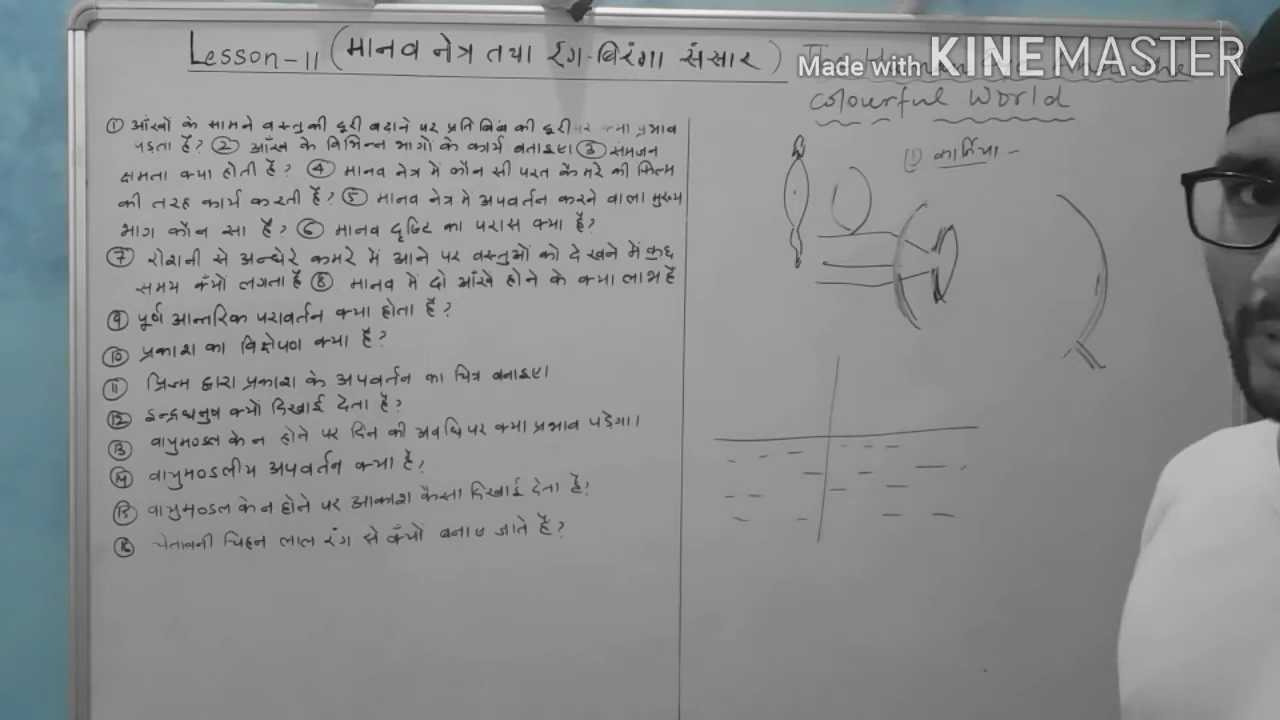 Lesson-11 (मानव नेत्र तथा रंग-बिरंगा संसार)
Made with KINEMASTER
colourful World
① आँखों के सामने वस्तु की दूरी बढ़ाने पर प्रतिबिंब की दूरी पर क्या प्रभाव
पड़ता है? ② आँख के विभिन्न भागों के कार्य बताइए। ③ समजन
क्षमता क्या होती है? ④ मानव नेत्र में कौन सी परत कैमरे की फिल्म
की तरह कार्य करती है? ⑤ मानव नेत्र में अपवर्तन करने वाला मुख्य
भाग कौन सा है? ⑥ मानव दृष्टि का परास क्या है?
⑦ रोशनी से अन्धेरे कमरे में आने पर वस्तुओं को देखने में कुछ
समय क्यों लगता है ⑧ मानव में दो आँखे होने के क्या लाभ है
⑨ पूर्ण आन्तरिक परावर्तन क्या होता है?
⑩ प्रकाश का विक्षेपण क्या है?
⑪ प्रिज्म द्वारा प्रकाश के अपवर्तन का चित्र बनाइए।
⑫ इन्द्रधनुष क्यों दिखाई देता है?
⑬ वायुमण्डल के न होने पर दिन की अवधि पर क्या प्रभाव पड़ेगा।
⑭ वायुमण्डलीय अपवर्तन क्या है?
⑮ वायुमण्डल के न होने पर आकाश कैसा दिखाई देता है?
⑯ चेतावनी चिहन लाल रंग से क्यों बनाए जाते है?
① कार्निया -